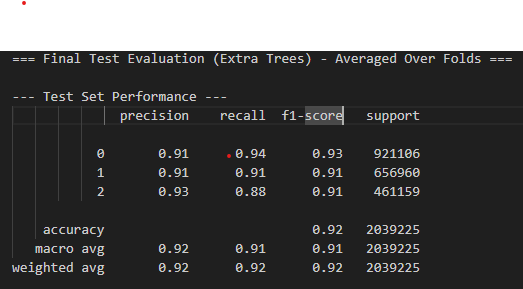 === Final Test Evaluation (Extra Trees) - Averaged Over Folds ===
--- Test Set Performance ---
precision recall f1-score support
0 0.91 0.94 0.93 921106
1 0.91 0.91 0.91 656960
2 0.93 0.88 0.91 461159
accuracy 0.92 2039225
macro avg 0.92 0.91 0.91 2039225
weighted avg 0.92 0.92 0.92 2039225